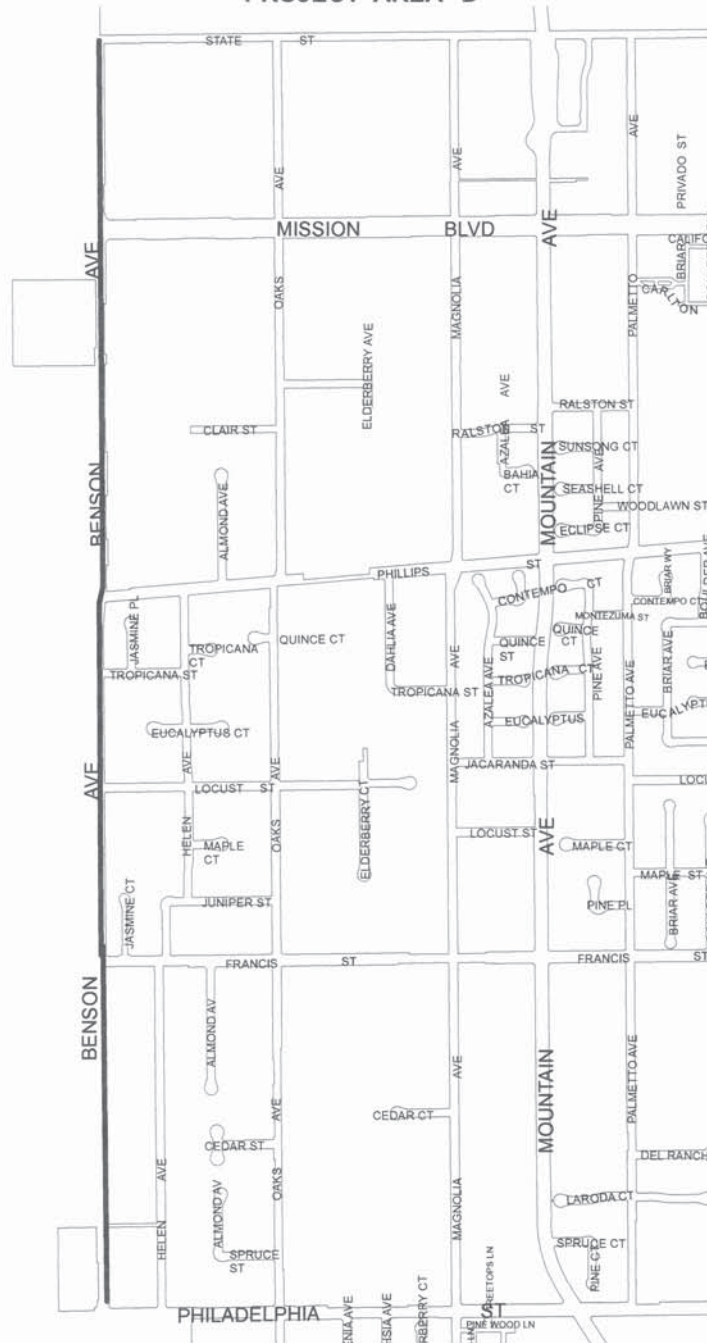 PROJECT AREA B
STATE ST
AVE
AVE
AVE
PRIVADO ST
MISSION BLVD
AVE
AVE
BRIAR
OAKS
MAGNOLIA
PALMETTO
CARLTON
ELDERBERRY AVE
AVE
RALSTON ST
CLAIR ST
RALSTON ST
AZALEA
SUNSONG CT
BENSON
ALMOND AVE
BAHIA
CT
MOUNTAIN
AVE
SEASHELL CT
PINE
WOODLAWN ST
ECLIPSE CT
PHILLIPS ST
CONTEMPO CT
BRIAR WY
BOULDER AVE
CONTEMPO CT
JASMINE PL
MONTEZUMA ST
TROPICANA
CT
QUINCE CT
DAHLIA AVE
AVE
QUINCE
ST
QUINCE
CT
TROPICANA ST
TROPICANA ST
AZALEA AVE
TROPICANA CT
PINE AVE
PALMETTO AVE
BRIAR AVE
EUCALYPTUS CT
EUCALYPTUS
AVE
AVE
AVE
MAGNOLIA
JACARANDA ST
LOCUST ST
HELEN
OAKS
ELDERBERRY CT
LOCUST ST
AVE
MAPLE
CT
MAPLE CT
MAPLE ST
JASMINE CT
JUNIPER ST
PINE PL
BRIAR AVE
FRANCIS ST
FRANCIS ST
BENSON
ALMOND AV
AVE
MOUNTAIN
PALMETTO AVE
AVE
CEDAR CT
CEDAR ST
DEL RANCH
AVE
OAKS
ALMOND AV
MAGNOLIA
LARODA CT
HELEN
SPRUCE
ST
SPRUCE CT
PINE CT
PHILADELPHIA ST
PINE WOOD LN